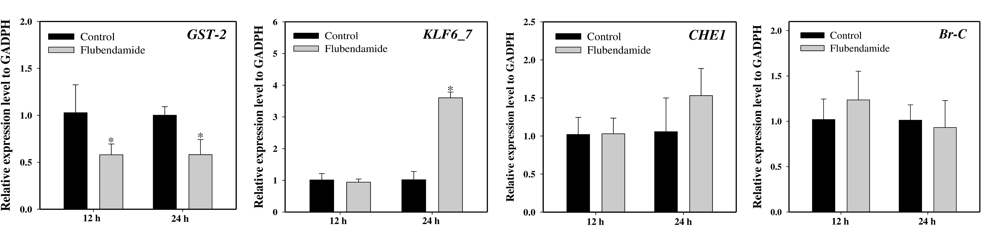 Relative expression level to GADPH
2.0
1.5
1.0
0.5
0.0
Control
Flubendamide
GST-2
*
*
12 h
24 h
Relative expression level to GADPH
6
5
4
3
2
1
0
Control
Flubendamide
KLF6_7
*
12 h
24 h
Relative expression level to GADPH
2.5
2.0
1.5
1.0
0.5
0.0
Control
Flubendamide
CHE1
12 h
24 h
Relative expression level to GADPH
2.0
1.5
1.0
0.5
0.0
Control
Flubendamide
Br-C
12 h
24 h